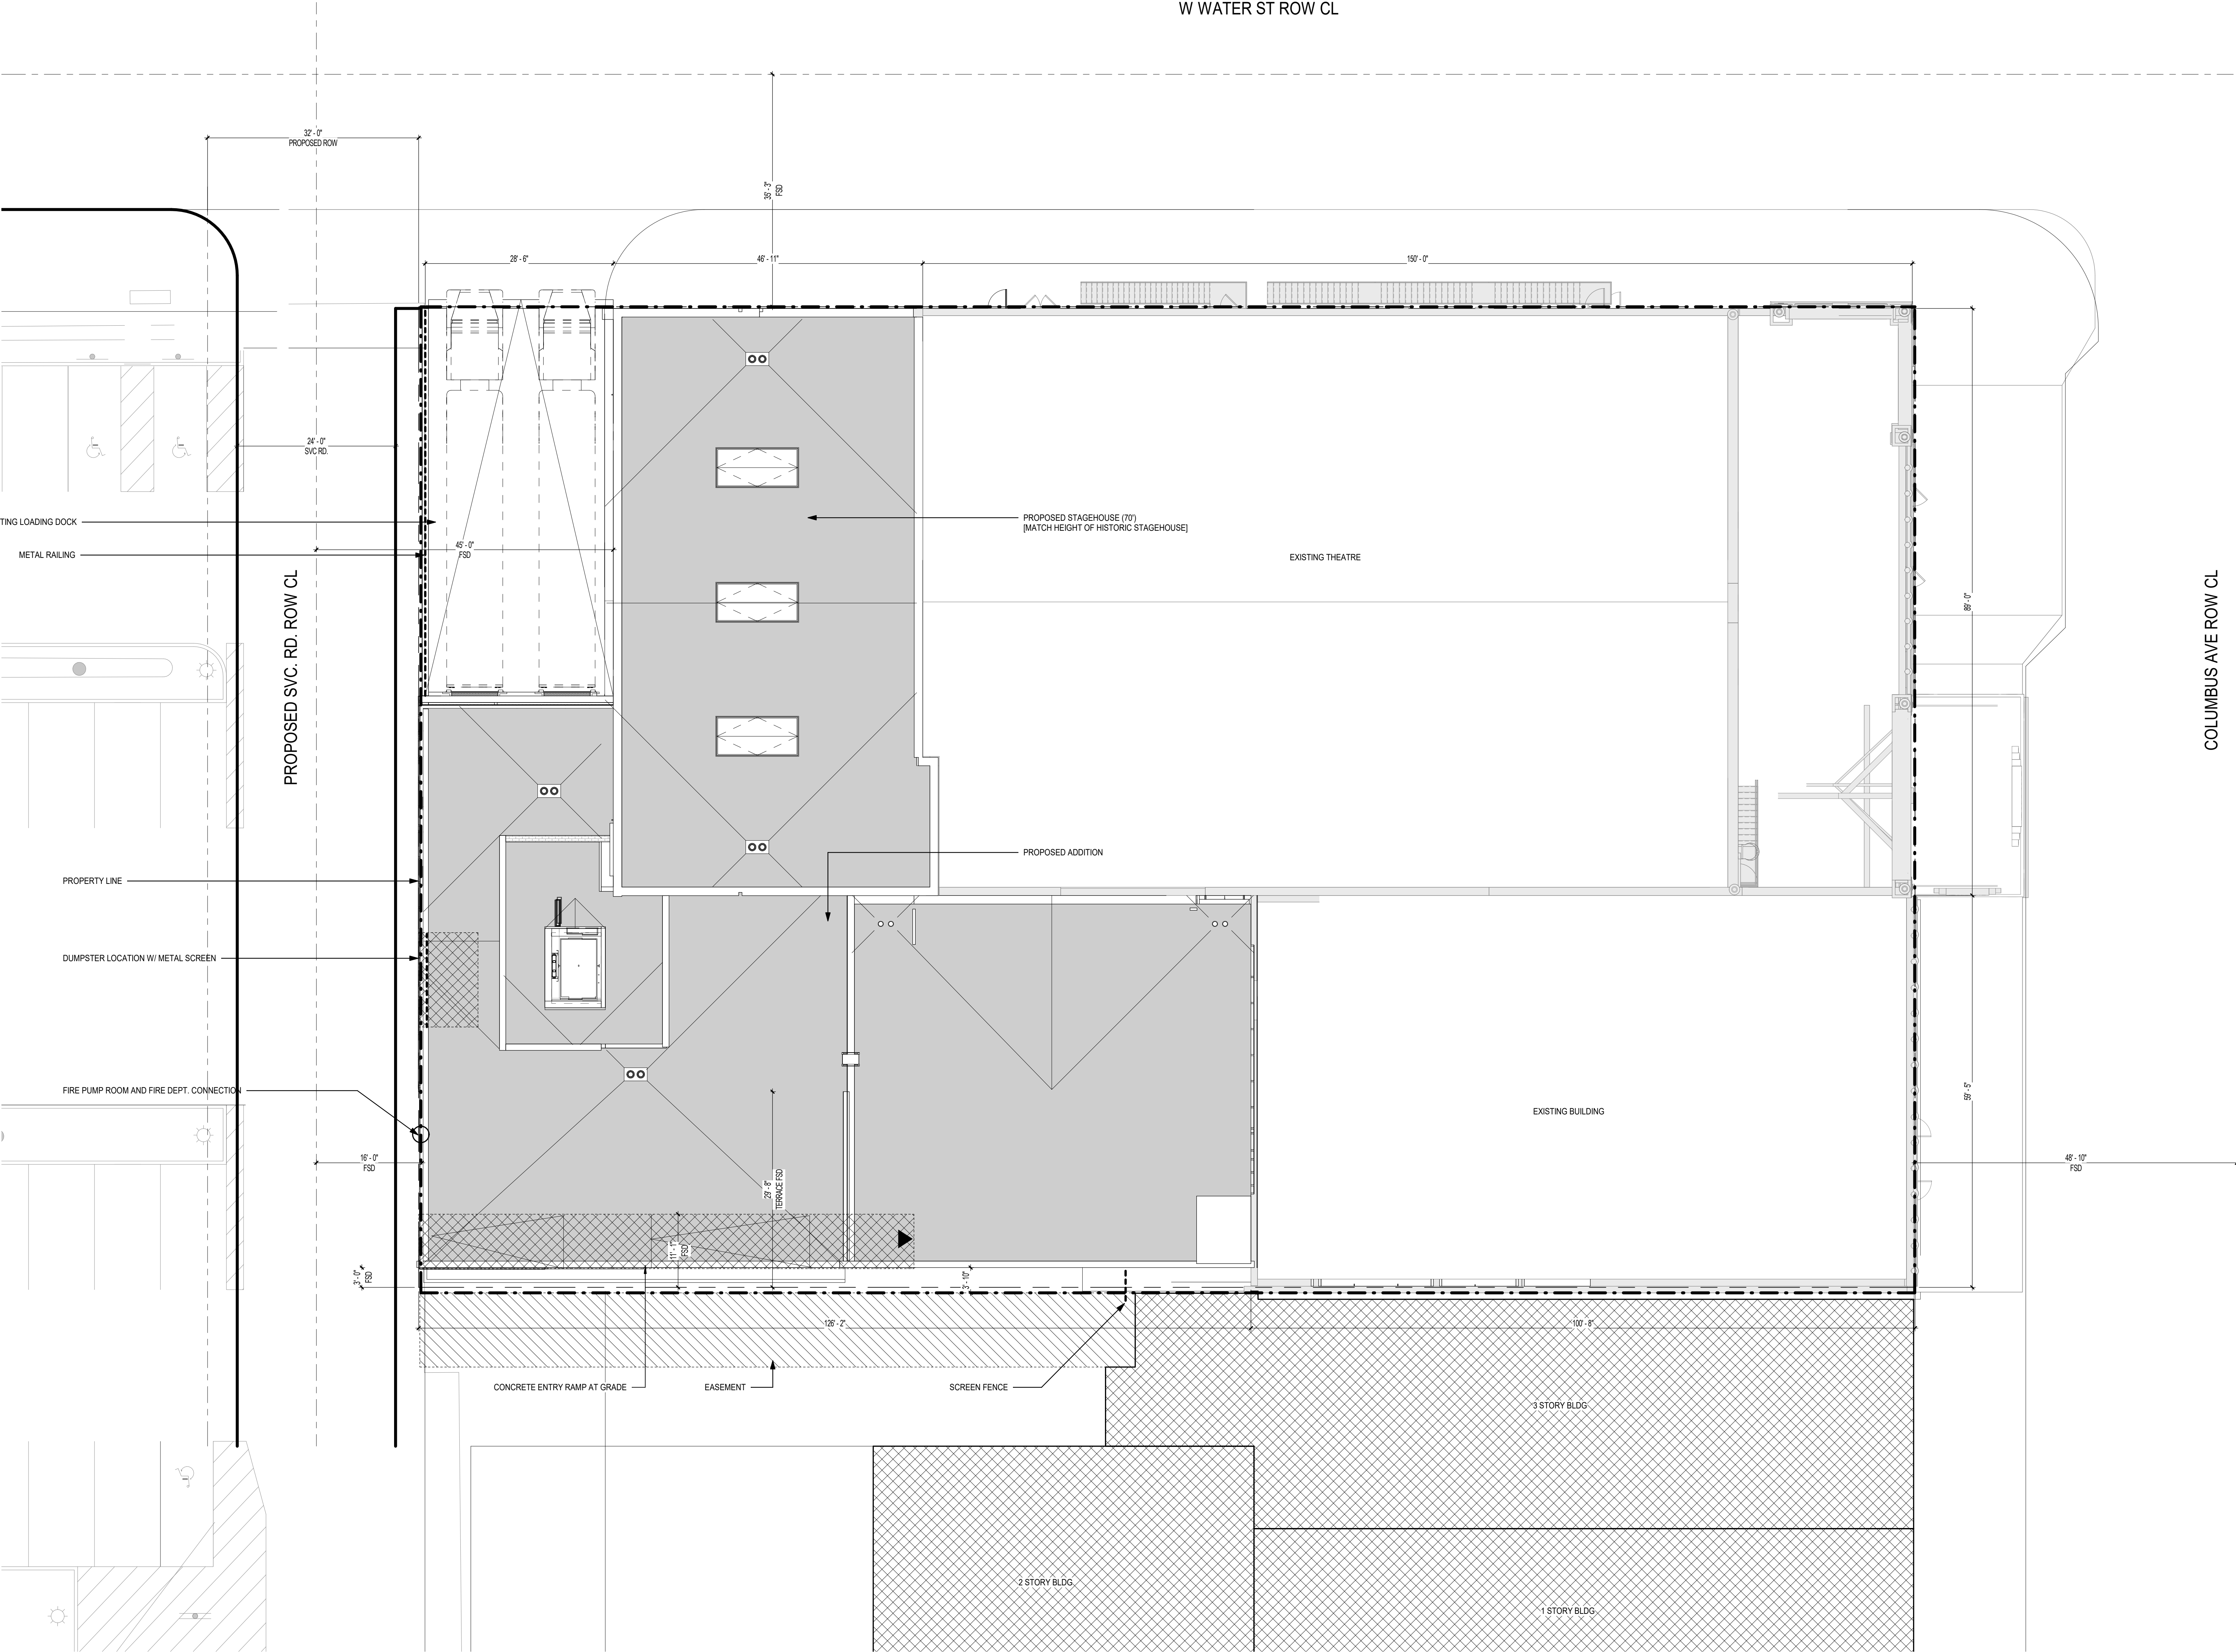 W WATER ST ROW CL
32' - 0"
PROPOSED ROW
35' - 3"
FSD
28' - 6"
46' - 11"
150' - 0"
24' - 0"
SVC RD.
TING LOADING DOCK
METAL RAILING
45' - 0"
FSD
PROPOSED STAGEHOUSE (70')
[MATCH HEIGHT OF HISTORIC STAGEHOUSE]
EXISTING THEATRE
89' - 0"
PROPOSED SVC. RD. ROW CL
COLUMBUS AVE ROW CL
PROPOSED ADDITION
PROPERTY LINE
DUMPSTER LOCATION W/ METAL SCREEN
FIRE PUMP ROOM AND FIRE DEPT. CONNECTION
EXISTING BUILDING
59' - 5"
16' - 0"
FSD
48' - 10"
FSD
29' - 8"
TERRACE FSD
11' - 1"
FSD
3' - 0"
FSD
3' - 10"
126' - 2"
100' - 8"
CONCRETE ENTRY RAMP AT GRADE
EASEMENT
SCREEN FENCE
3 STORY BLDG
2 STORY BLDG
1 STORY BLDG